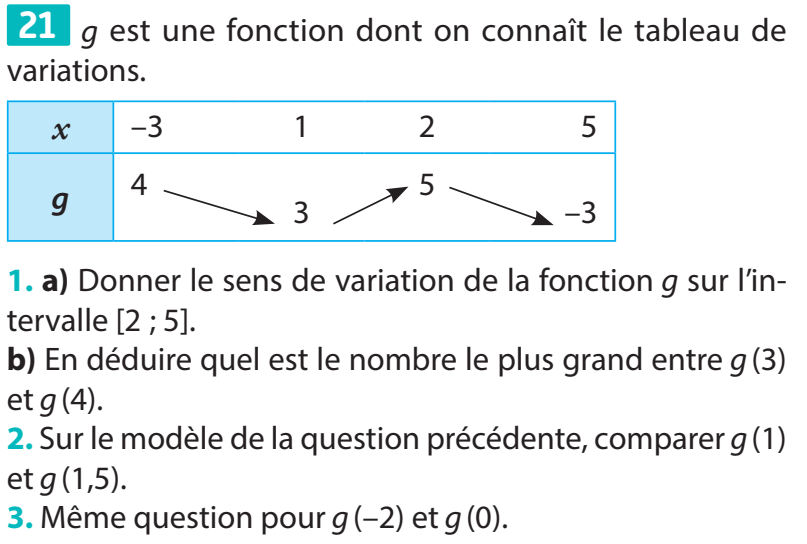 21 g est une fonction dont on connaît le tableau de
variations.
x –3 1 2 5
g 4 3 5 –3
1. a) Donner le sens de variation de la fonction g sur l'in-
tervalle [2 ; 5].
b) En déduire quel est le nombre le plus grand entre g (3)
et g (4).
2. Sur le modèle de la question précédente, comparer g (1)
et g (1,5).
3. Même question pour g (–2) et g (0).